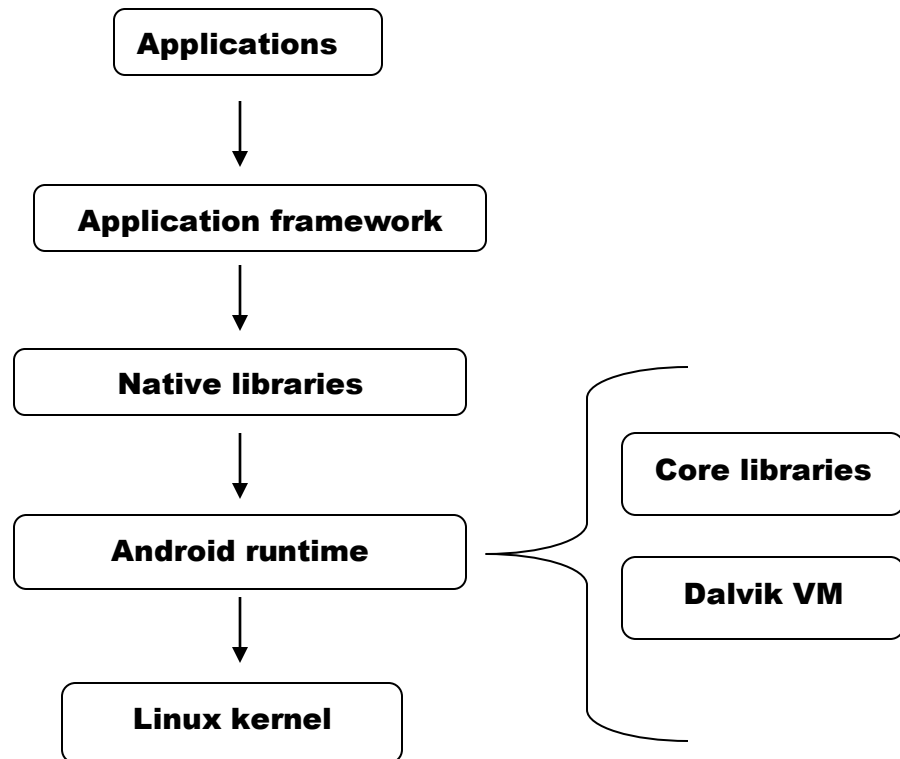 Applications
Application framework
Native libraries
Android runtime
Core libraries
Dalvik VM
Linux kernel